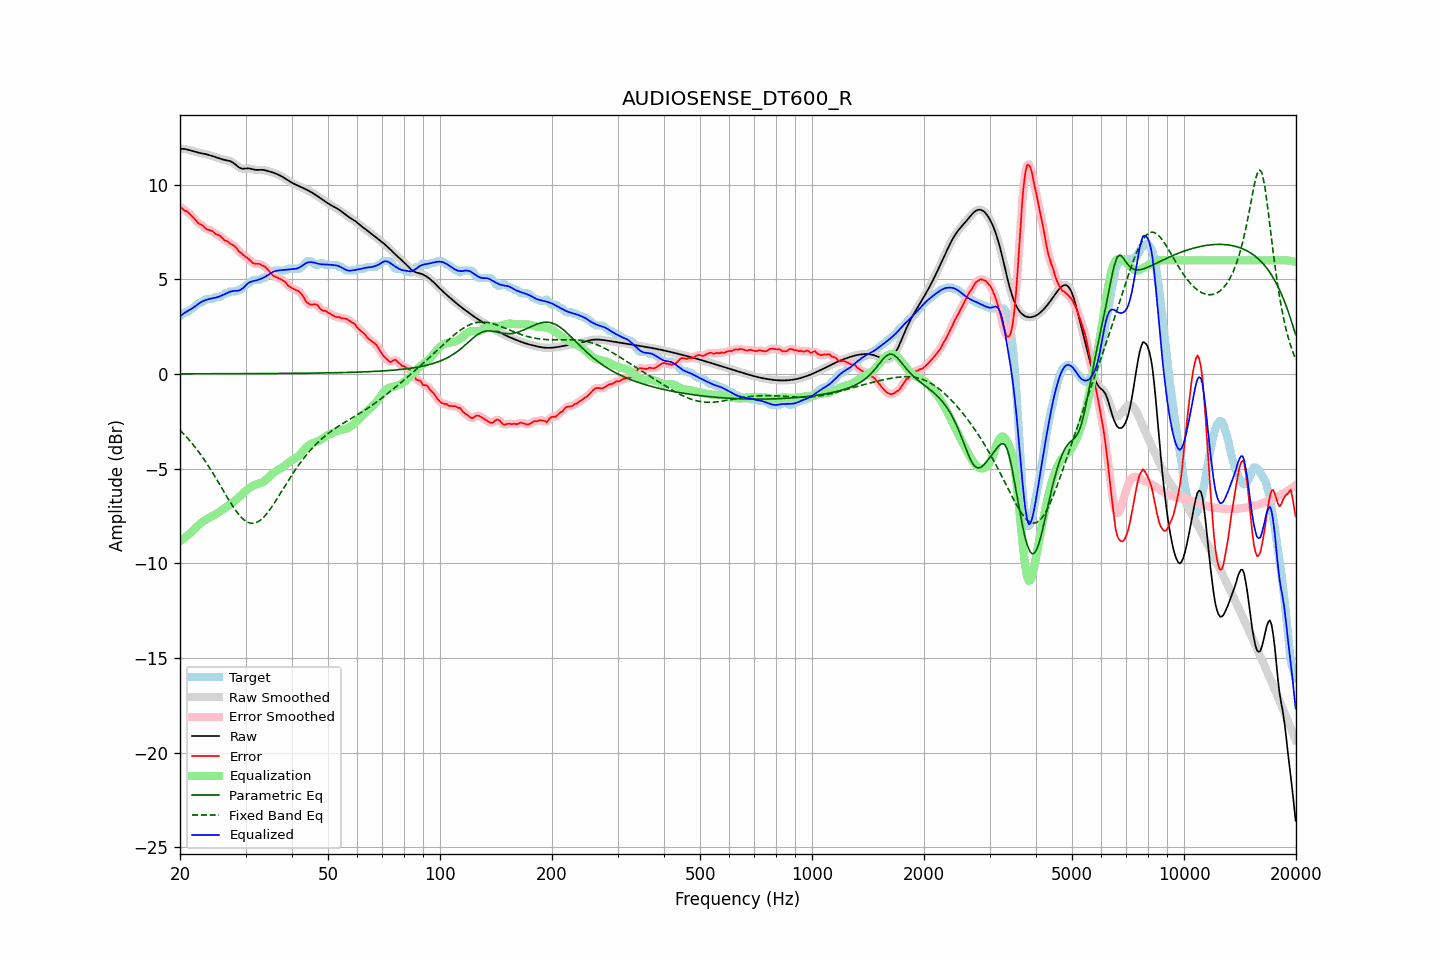 AUDIOSENSE_DT600_R
Amplitude (dBr)
10
5
0
−5
−10
−15
−20
−25
Target
Raw Smoothed
Error Smoothed
Raw
Error
Equalization
Parametric Eq
Fixed Band Eq
Equalized
20 50 100 200 500 1000 2000 5000 10000 20000
Frequency (Hz)